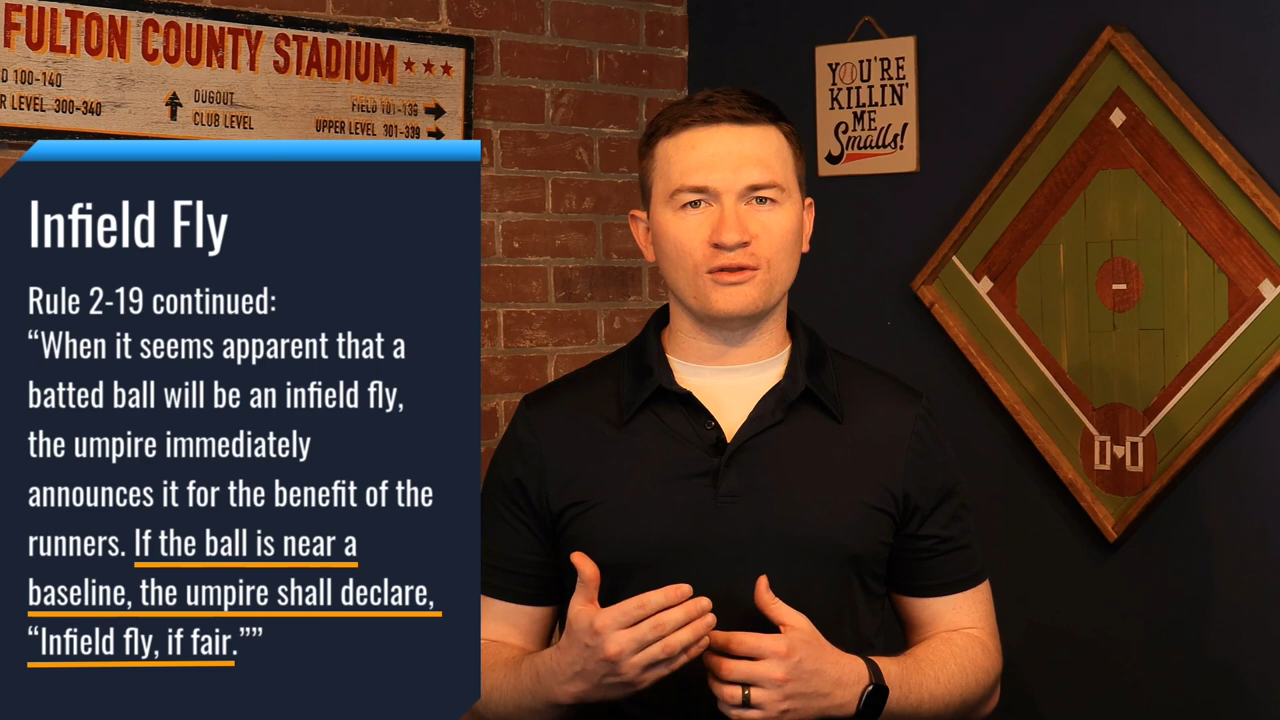 FULTON COUNTY STADIUM
D 100-140
R LEVEL 300-340
DUGOUT
CLUB LEVEL
FIELD 101-139
UPPER LEVEL 301-339
YOU'RE
KILLIN'
ME
Smalls!
Infield Fly
Rule 2-19 continued:
“When it seems apparent that a
batted ball will be an infield fly,
the umpire immediately
announces it for the benefit of the
runners. If the ball is near a
baseline, the umpire shall declare,
“Infield fly, if fair.””